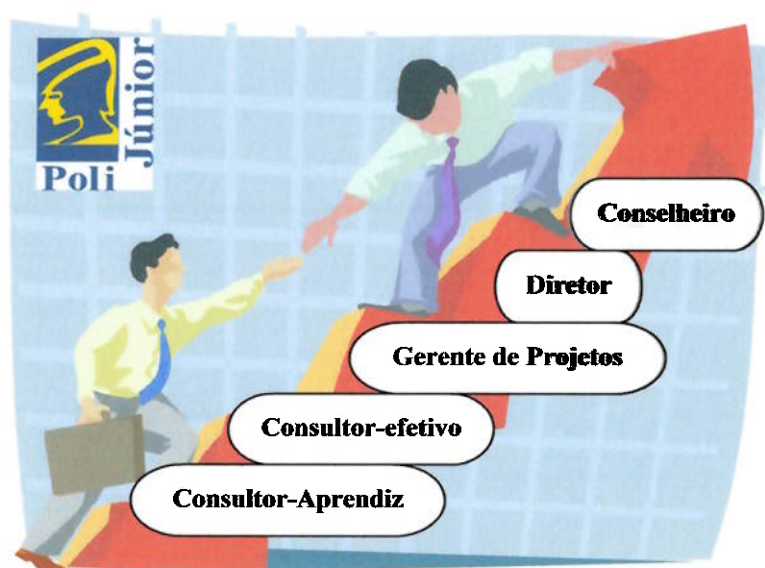 Poli
Júnior
Conselheiro
Diretor
Gerente de Projetos
Consultor-efetivo
Consultor-Aprendiz